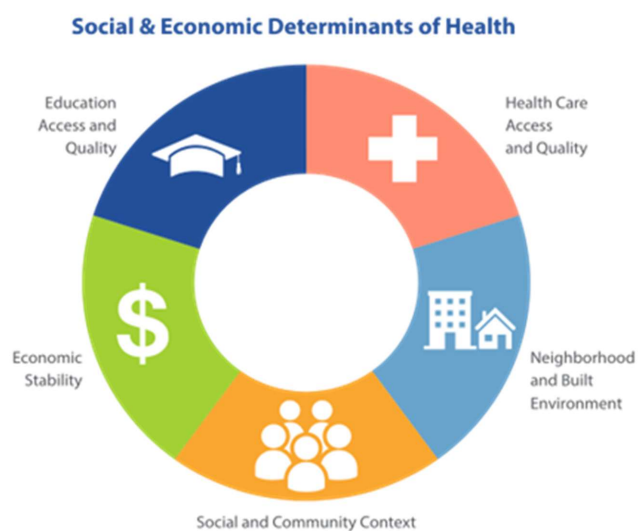 Social & Economic Determinants of Health
Education
Access and
Quality
Health Care
Access
and Quality
$
Economic
Stability
Neighborhood
and Built
Environment
Social and Community Context